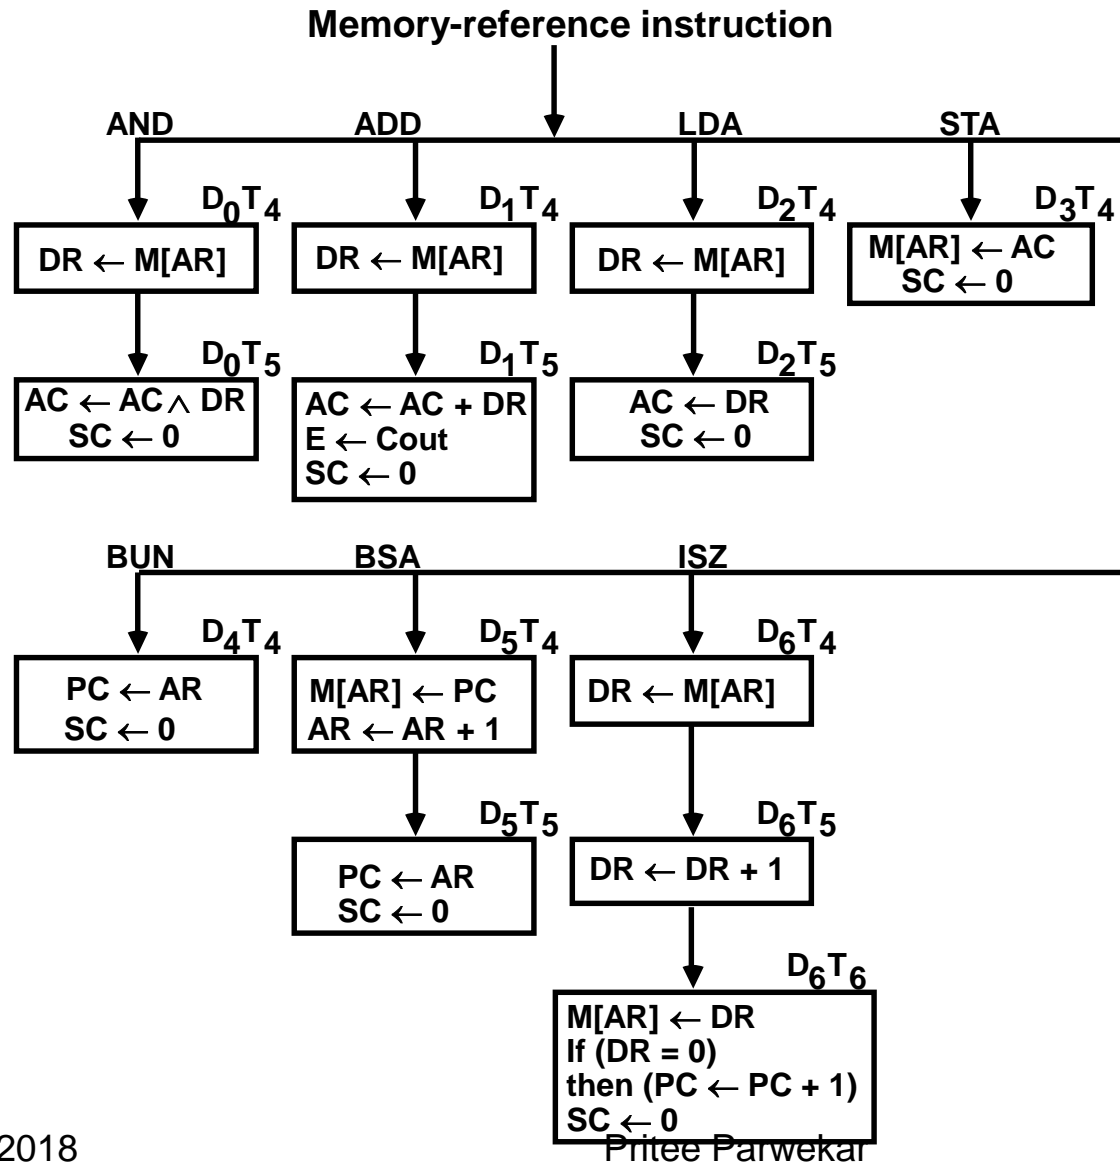 Memory-reference instruction
AND ADD LDA STA
D₀T₄ D₁T₄ D₂T₄ D₃T₄
DR ← M[AR]
DR ← M[AR]
DR ← M[AR]
M[AR] ← AC
SC ← 0
D₀T₅ D₁T₅ D₂T₅
AC ← AC ∧ DR
SC ← 0
AC ← AC + DR
E ← Cout
SC ← 0
AC ← DR
SC ← 0
BUN BSA ISZ
D₄T₄ D₅T₄ D₆T₄
PC ← AR
SC ← 0
M[AR] ← PC
AR ← AR + 1
DR ← M[AR]
D₅T₅ D₆T₅
PC ← AR
SC ← 0
DR ← DR + 1
D₆T₆
M[AR] ← DR
If (DR = 0)
then (PC ← PC + 1)
SC ← 0
2018 Pritee Parwekar